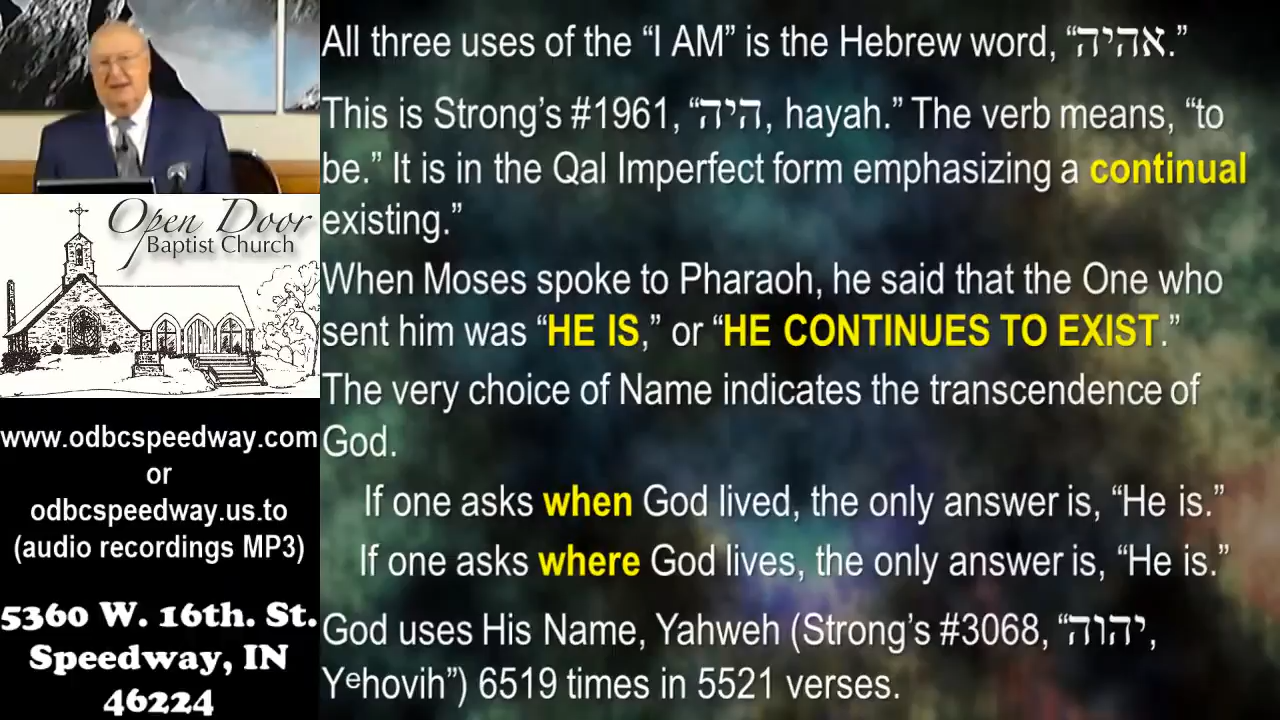 Open Door
Baptist Church
www.odbcspeedway.com
or
odbcspeedway.us.to
(audio recordings MP3)
5360 W. 16th. St.
Speedway, IN
46224
All three uses of the “I AM” is the Hebrew word, “אהיה.”
This is Strong’s #1961, “היה, hayah.” The verb means, “to
be.” It is in the Qal Imperfect form emphasizing a continual
existing.”
When Moses spoke to Pharaoh, he said that the One who
sent him was “HE IS,” or “HE CONTINUES TO EXIST.”
The very choice of Name indicates the transcendence of
God.
If one asks when God lived, the only answer is, “He is.”
If one asks where God lives, the only answer is, “He is.”
God uses His Name, Yahweh (Strong’s #3068, “יהוה,
Yᵉhovih”) 6519 times in 5521 verses.